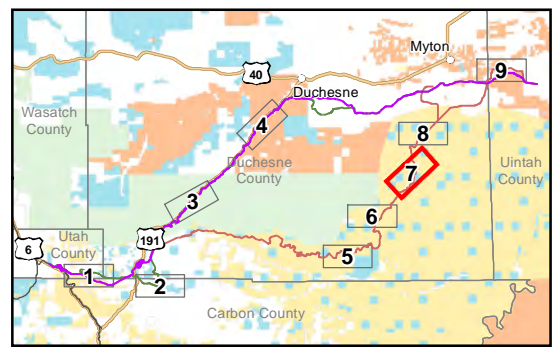 Myton
9
40
Duchesne
Wasatch
County
4
8
Duchesne
County
7
Uintah
County
3
6
Utah
County
191
6
5
1
2
Carbon County